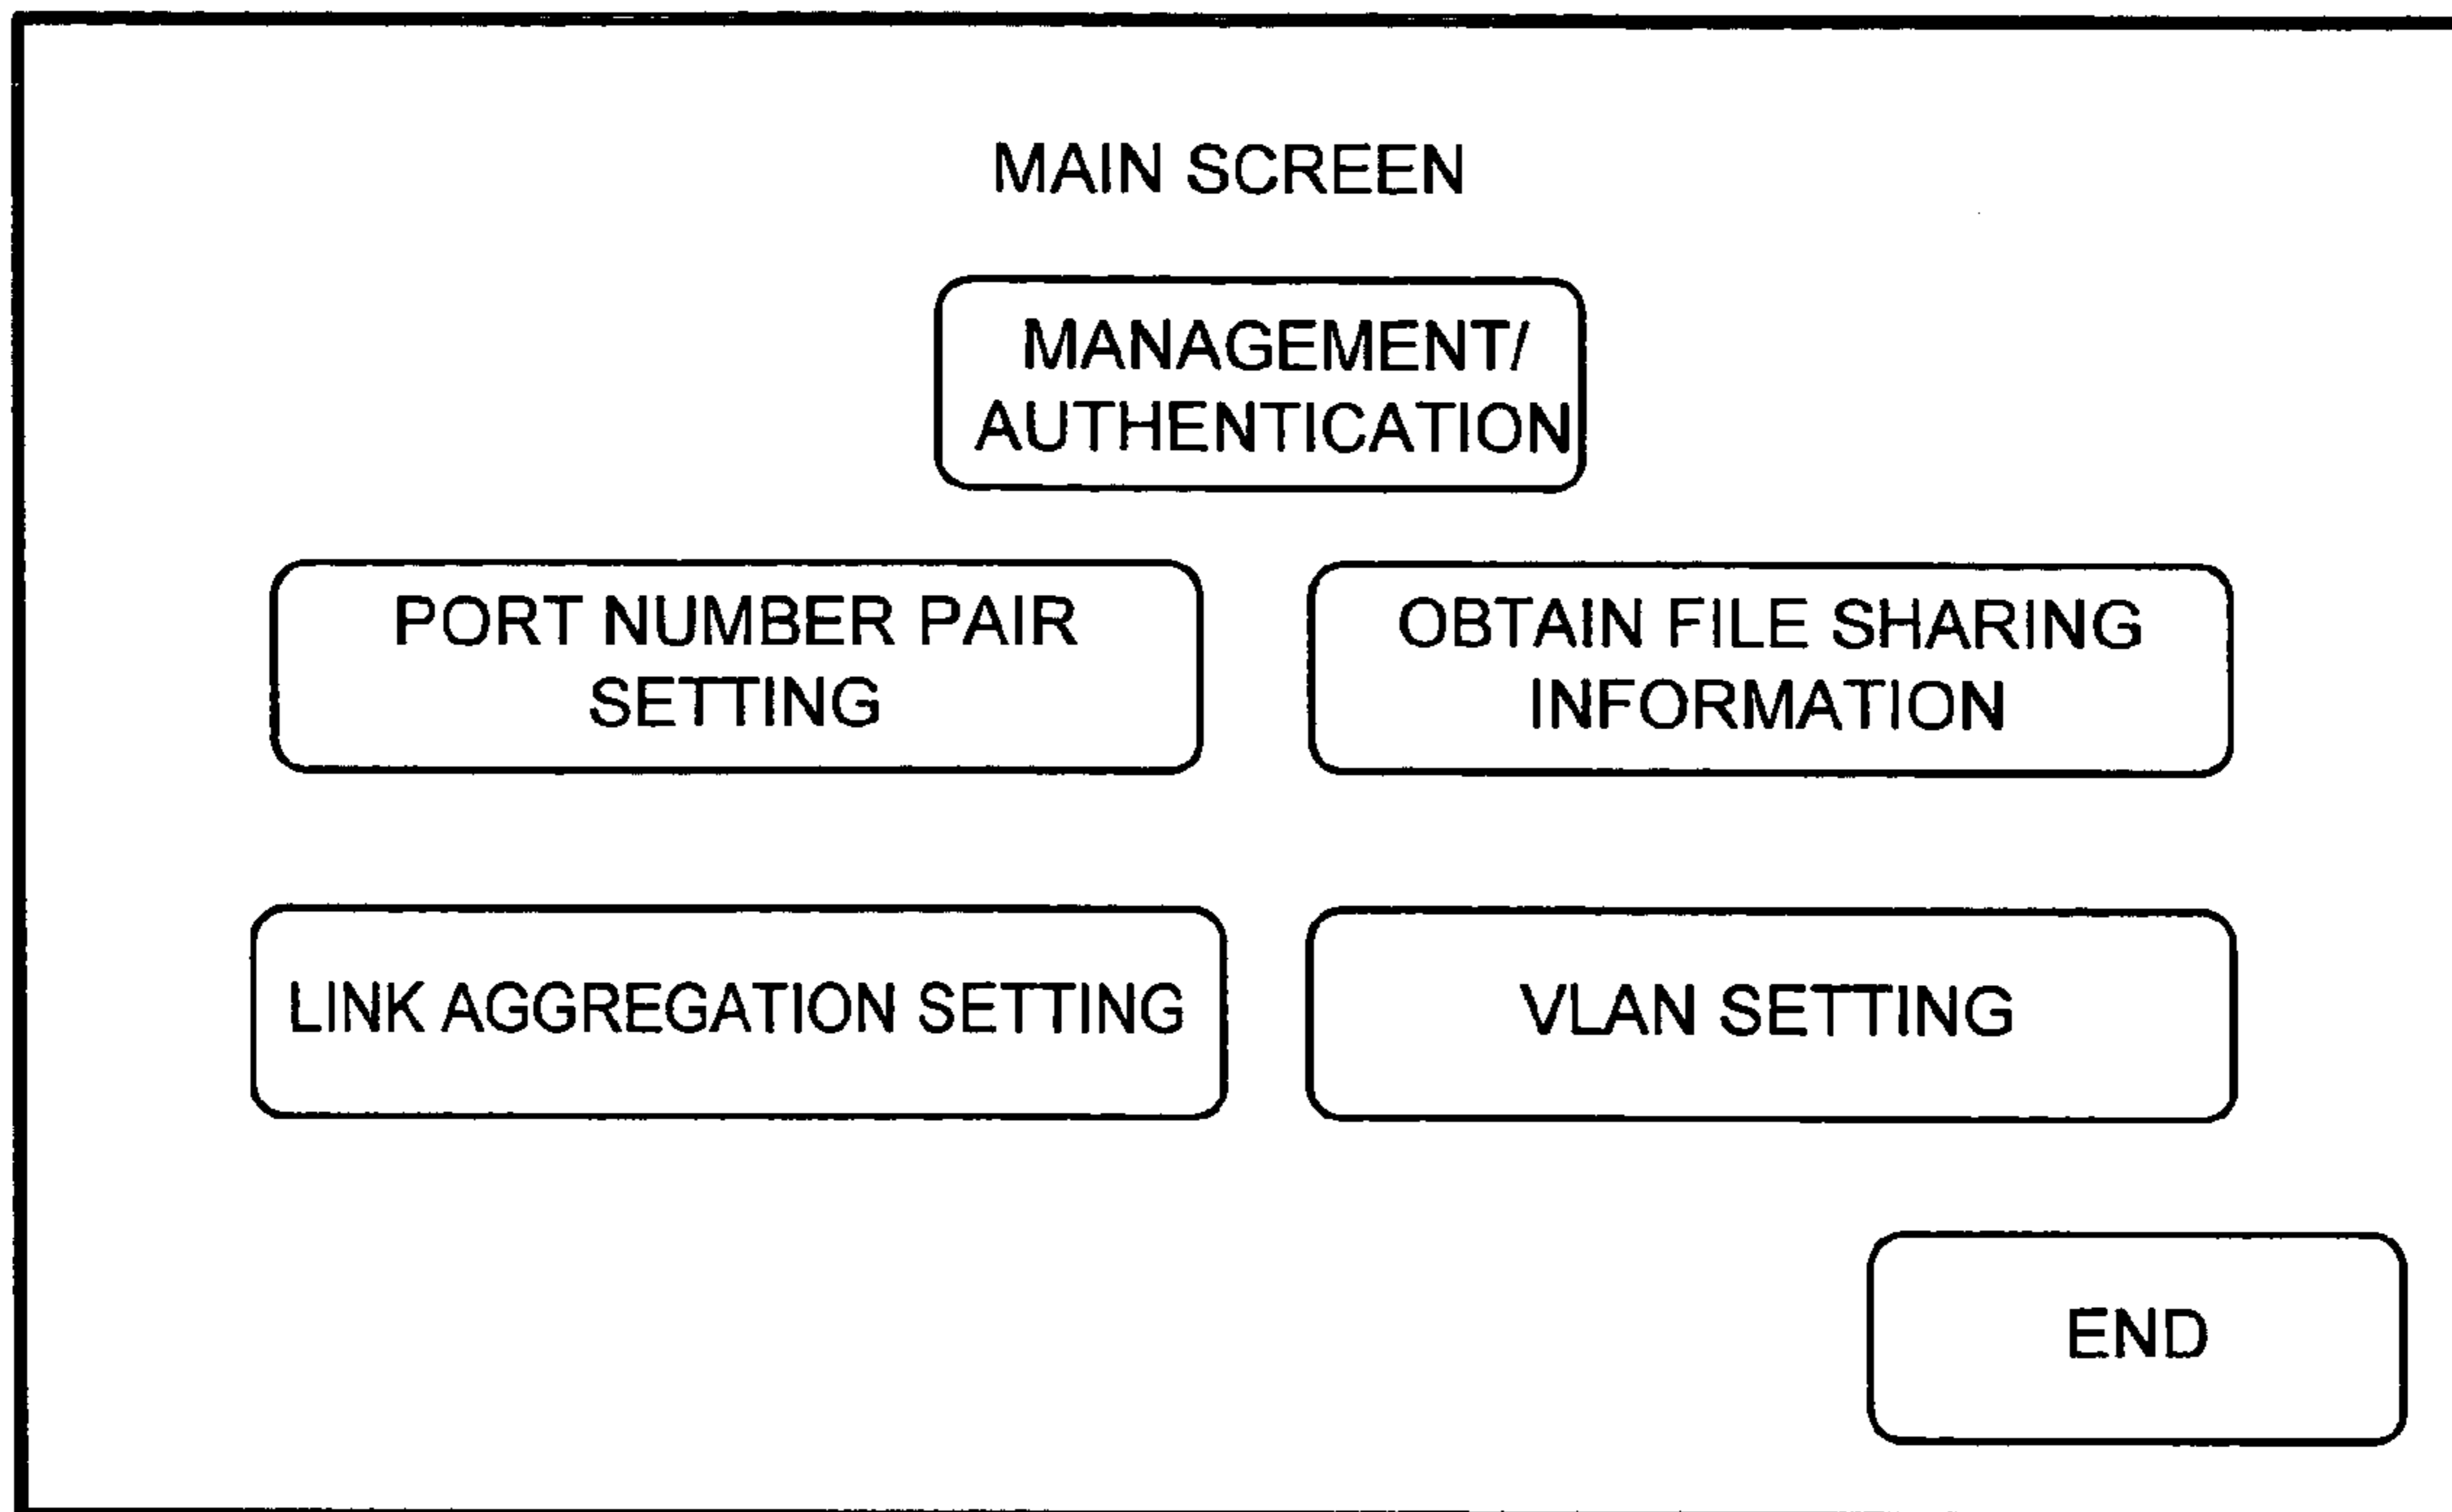 MAIN SCREEN
MANAGEMENT/
AUTHENTICATION
PORT NUMBER PAIR
SETTING
OBTAIN FILE SHARING
INFORMATION
LINK AGGREGATION SETTING
VLAN SETTING
END